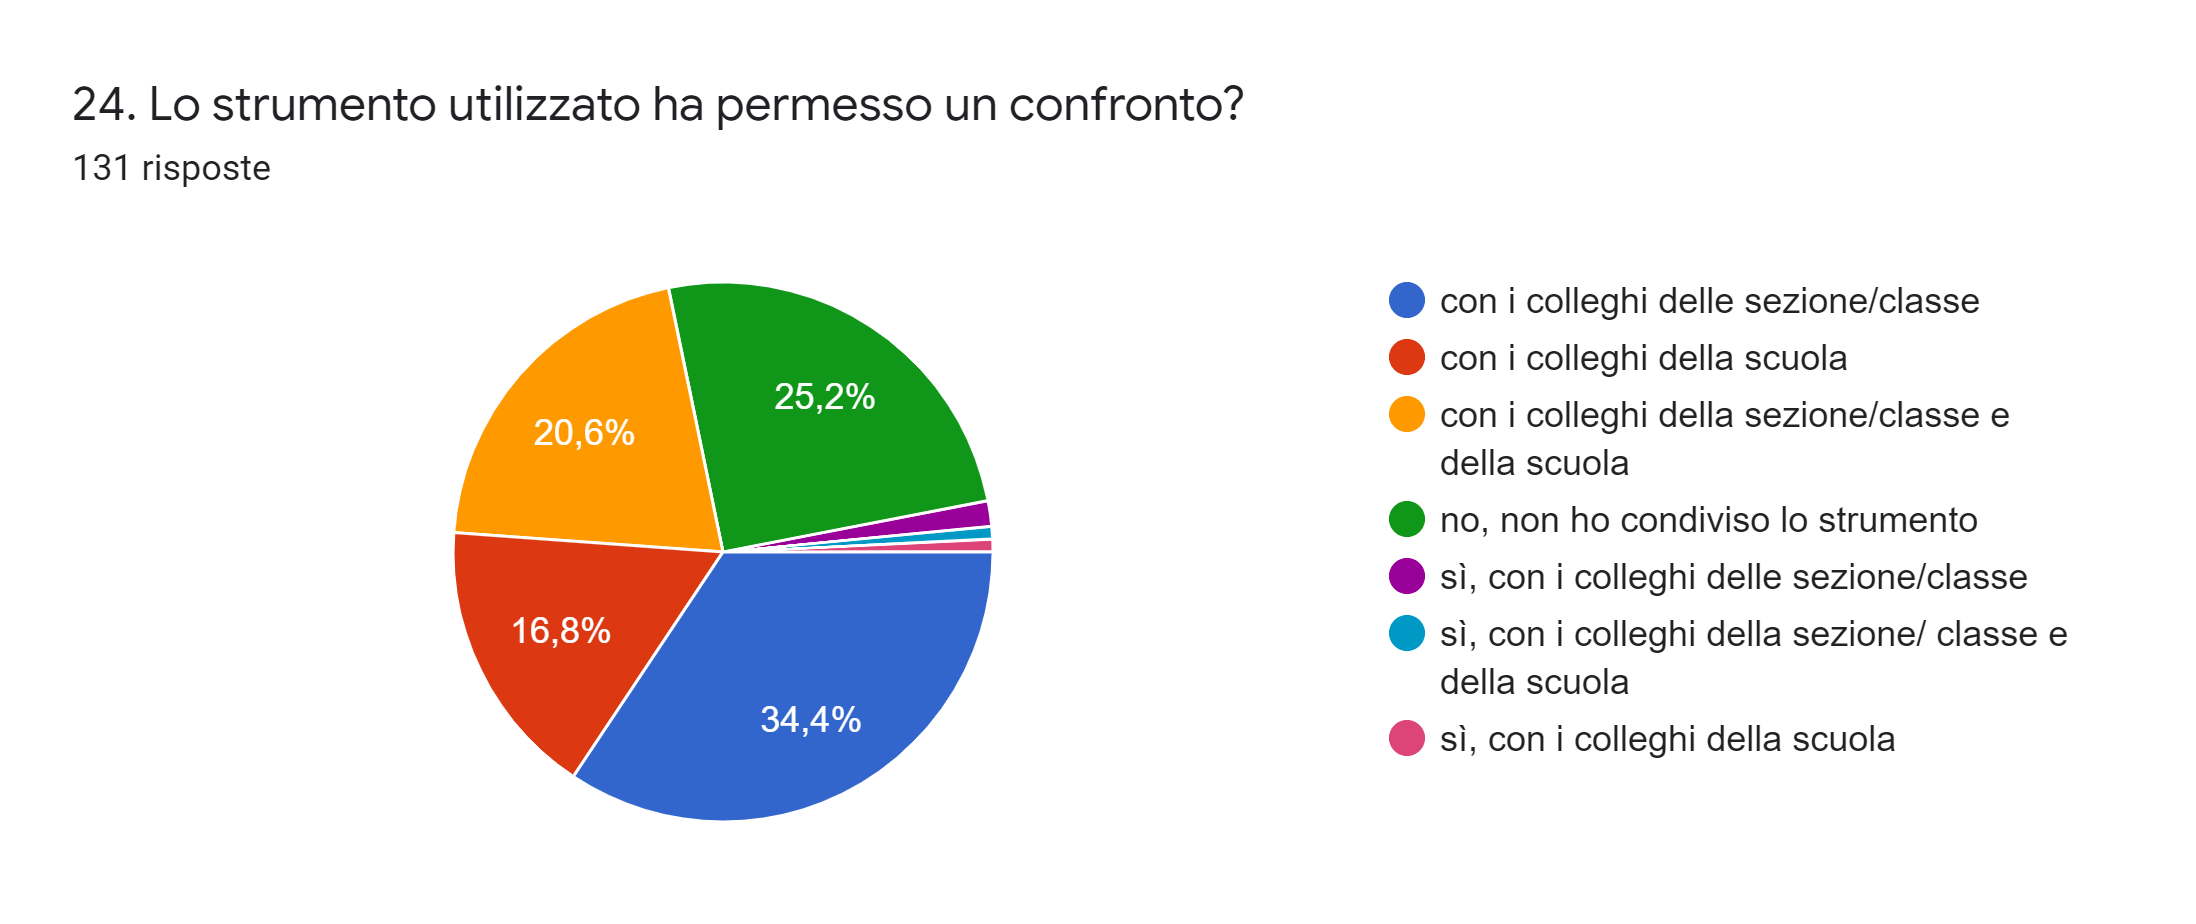 24. Lo strumento utilizzato ha permesso un confronto?
131 risposte
25,2%
20,6%
16,8%
34,4%
con i colleghi delle sezione/classe
con i colleghi della scuola
con i colleghi della sezione/classe e
della scuola
no, non ho condiviso lo strumento
sì, con i colleghi delle sezione/classe
sì, con i colleghi della sezione/ classe e
della scuola
sì, con i colleghi della scuola